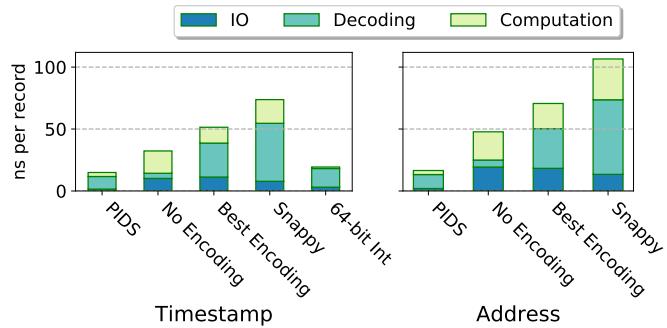 IO Decoding Computation
ns per record
100
50
0
PIDS
No Encoding
Best Encoding
Snappy
64-bit Int
Timestamp
PIDS
No Encoding
Best Encoding
Snappy
Address